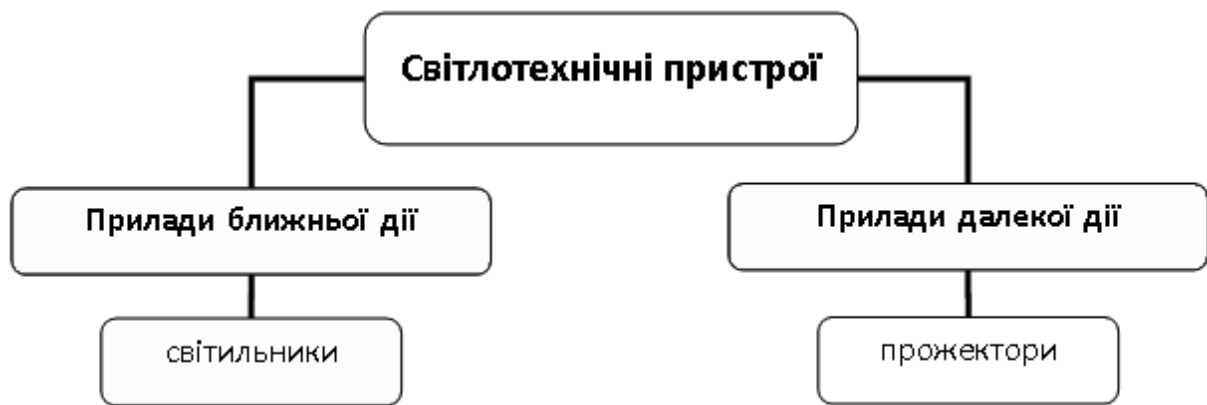 Світлотехнічні пристрої
Прилади ближньої дії
Прилади далекої дії
світильники
прожектори